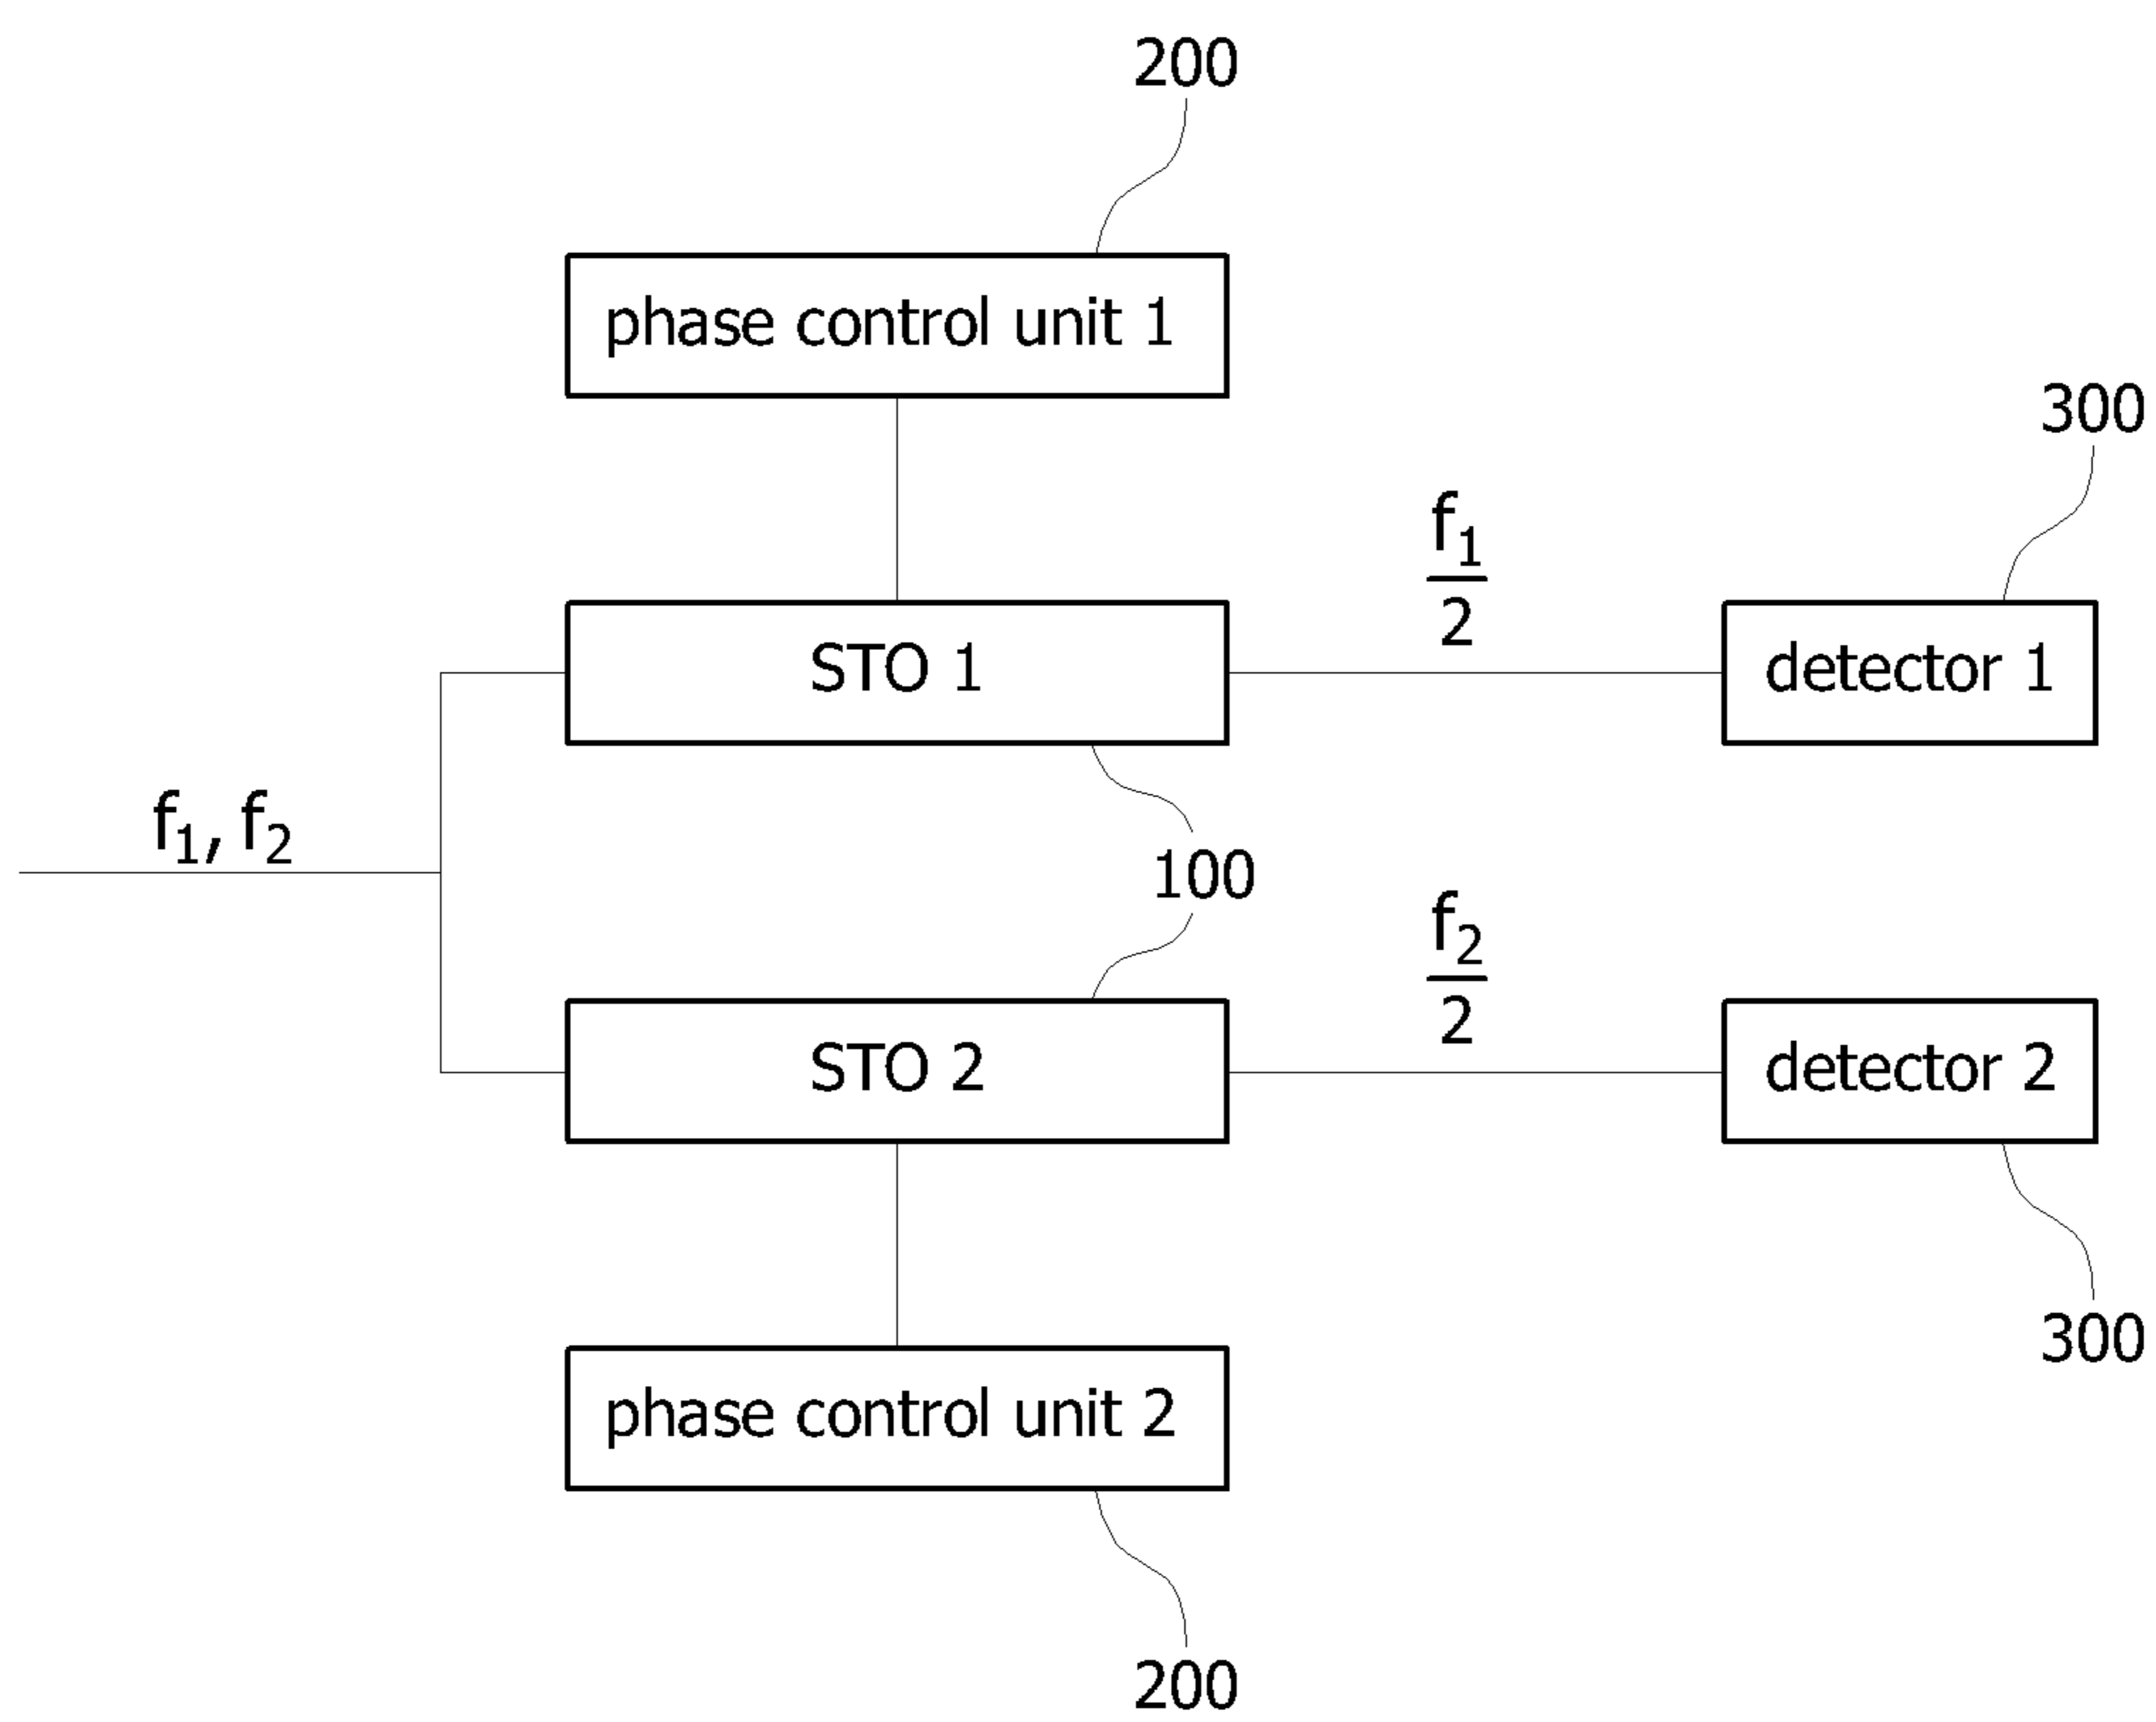 200
phase control unit 1
300
f₁
2
STO 1
detector 1
f₁, f₂
100
f₂
2
STO 2
detector 2
300
phase control unit 2
200